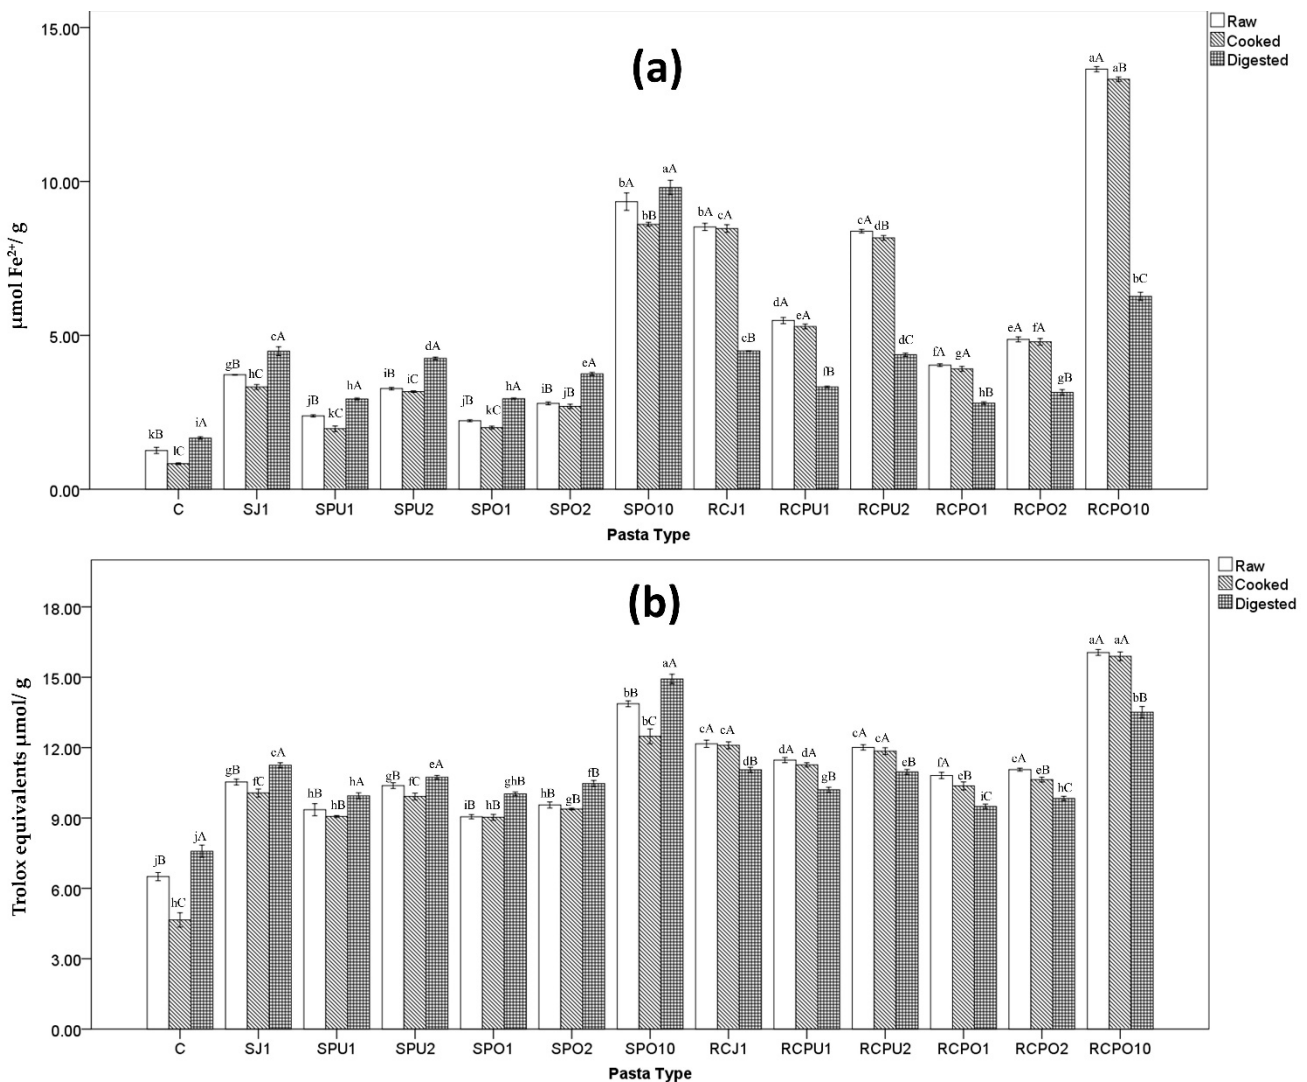 15.00
(a)
Raw
Cooked
Digested
aA aB
10.00
bA aA
bB bA cA cA dB
µmol Fe²⁺/ g
bC
dA eA
5.00
cA dA cB dC eA fA
gB hC iB iC eA fB fA gA gB
jB kC hA jB kC hA iB jB hB
kB lC iA
0.00
C SJ1 SPU1 SPU2 SPO1 SPO2 SPO10 RCJ1 RCPU1 RCPU2 RCPO1 RCPO2 RCPO10
Pasta Type
(b)
Raw
Cooked
Digested
18.00
aA aA
15.00
aA
bB bC bB
Trolox equivalents µmol/ g
12.00
cA cA dB dA dA cA cA eB
gB fC cA gB fC eA fB gB fA eB eA eB
hB hB hA iB hB ghB hB gB iC hC
9.00
jB hC jA
6.00
3.00
0.00
C SJ1 SPU1 SPU2 SPO1 SPO2 SPO10 RCJ1 RCPU1 RCPU2 RCPO1 RCPO2 RCPO10
Pasta Type